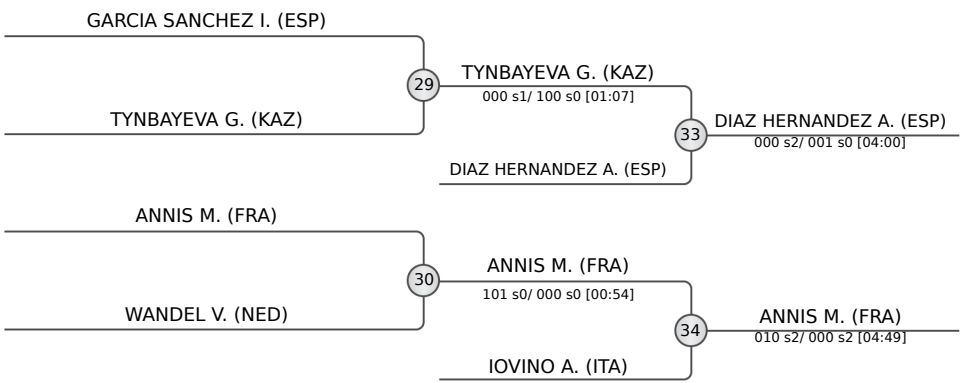 GARCIA SANCHEZ I. (ESP)
29
TYNBAYEVA G. (KAZ)
000 s1/ 100 s0 [01:07]
TYNBAYEVA G. (KAZ)
33
DIAZ HERNANDEZ A. (ESP)
000 s2/ 001 s0 [04:00]
DIAZ HERNANDEZ A. (ESP)
ANNIS M. (FRA)
30
ANNIS M. (FRA)
101 s0/ 000 s0 [00:54]
WANDEL V. (NED)
34
ANNIS M. (FRA)
010 s2/ 000 s2 [04:49]
IOVINO A. (ITA)